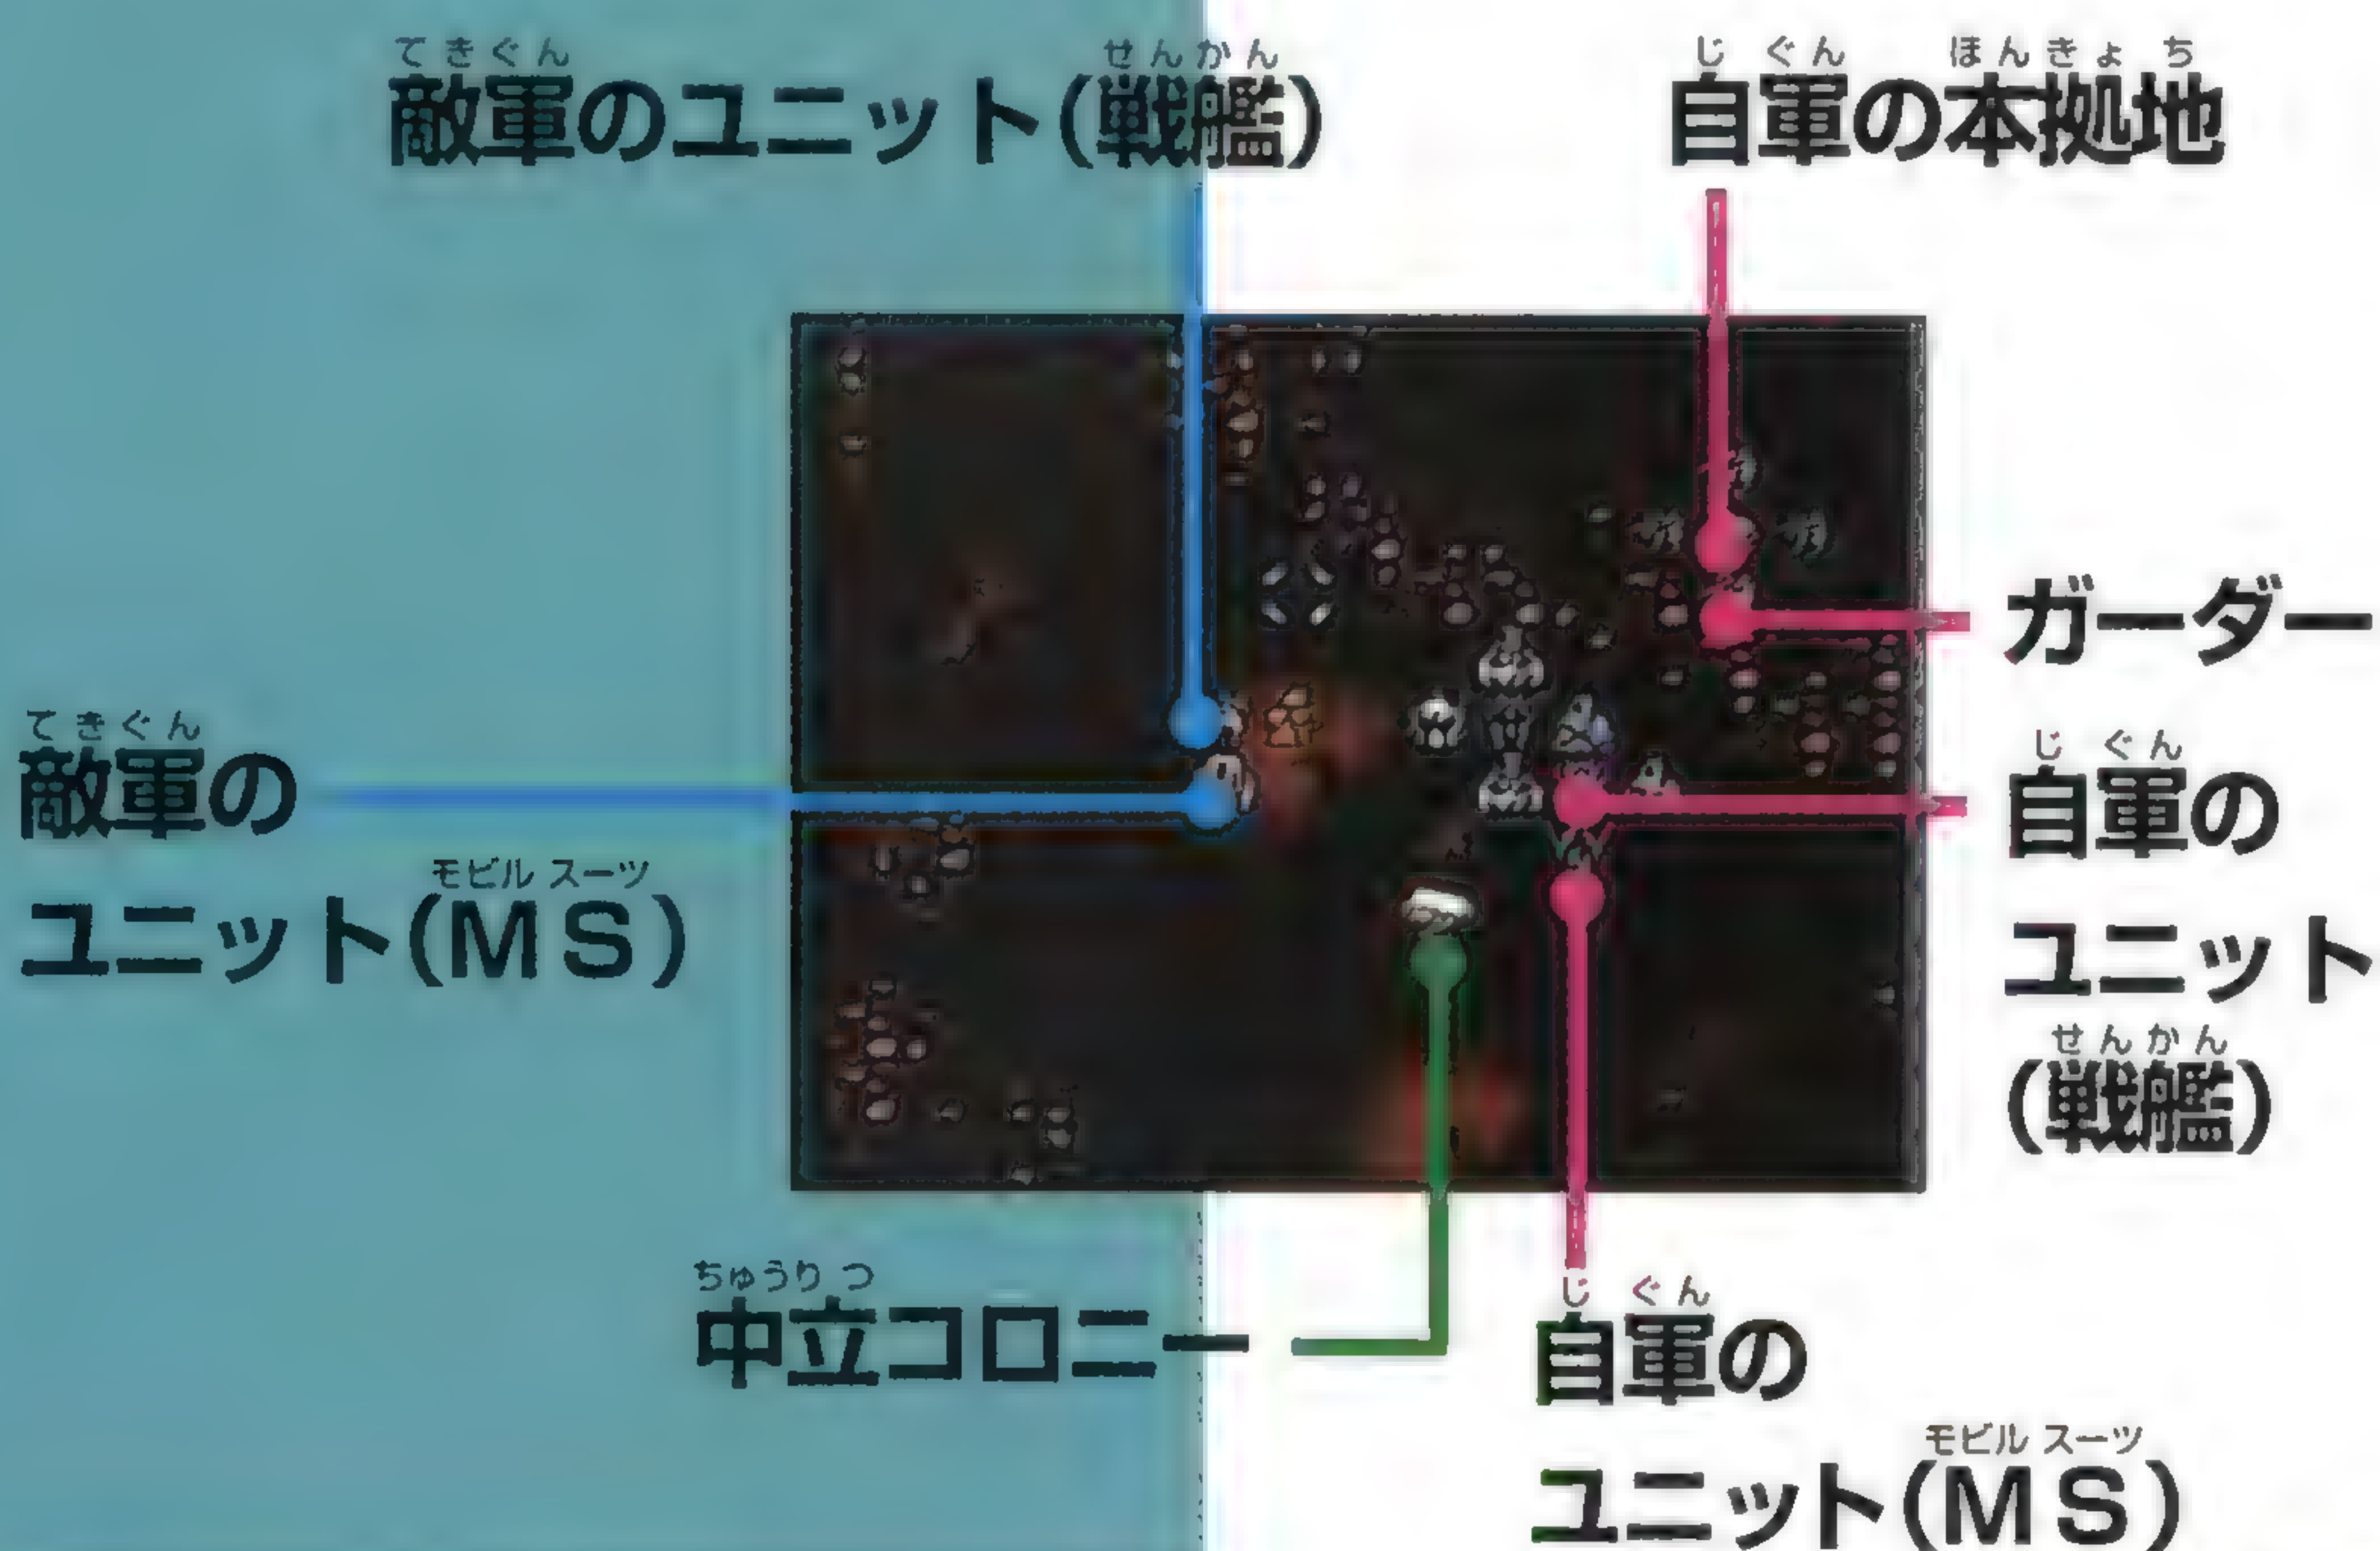 てきぐん せんかん
敵軍のユニット(戦艦)
じぐん ほんきょち
自軍の本拠地
ガーダー
てきぐん
敵軍の
モビル スーツ
ユニット(MS)
じぐん
自軍の
ユニット
せんかん
(戦艦)
ちゅうりつ
中立コロニー
じぐん
自軍の
モビル スーツ
ユニット(MS)